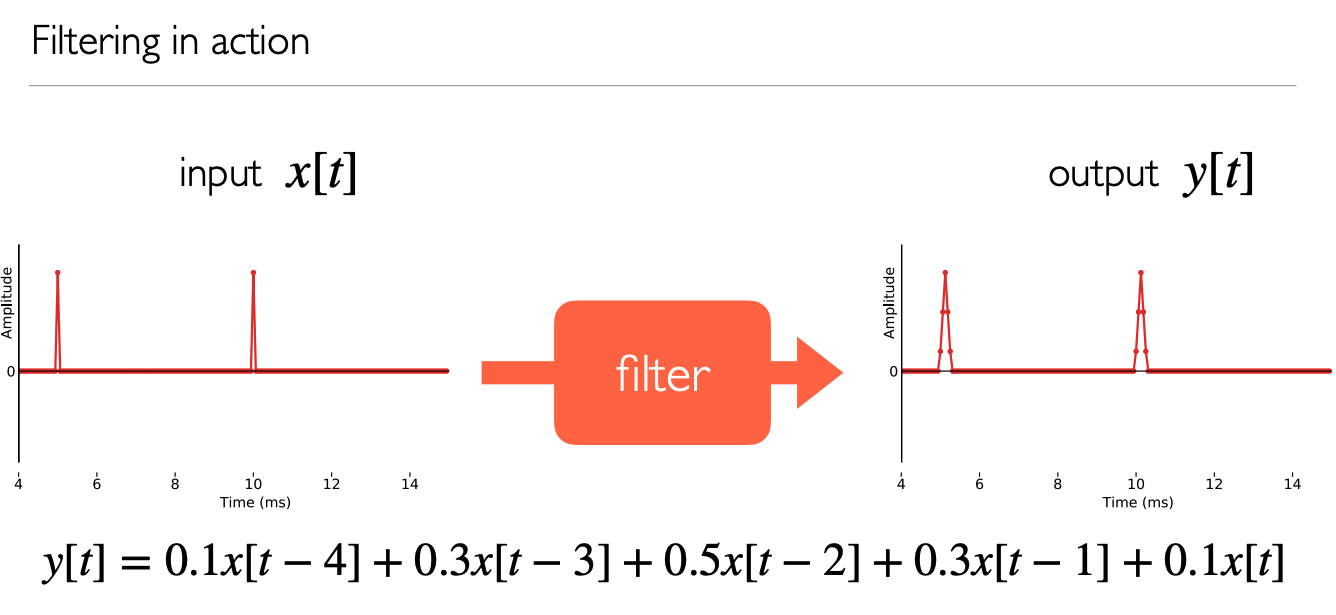 Filtering in action
input x[t]
output y[t]
Amplitude
0
4 6 8 10 12 14
Time (ms)
filter
Amplitude
0
4 6 8 10 12 14
Time (ms)
y[t] = 0.1x[t − 4] + 0.3x[t − 3] + 0.5x[t − 2] + 0.3x[t − 1] + 0.1x[t]